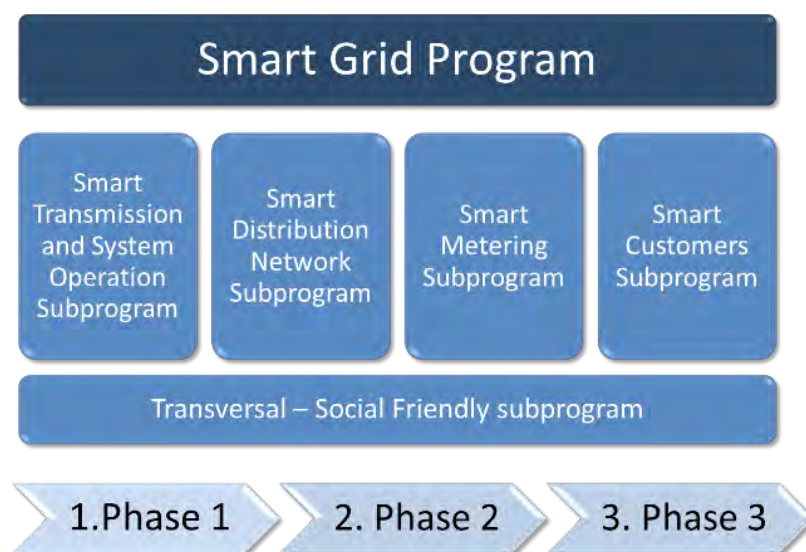 Smart Grid Program
Smart
Transmission
and System
Operation
Subprogram
Smart
Distribution
Network
Subprogram
Smart
Metering
Subprogram
Smart
Customers
Subprogram
Transversal – Social Friendly subprogram
1.Phase 1
2. Phase 2
3. Phase 3